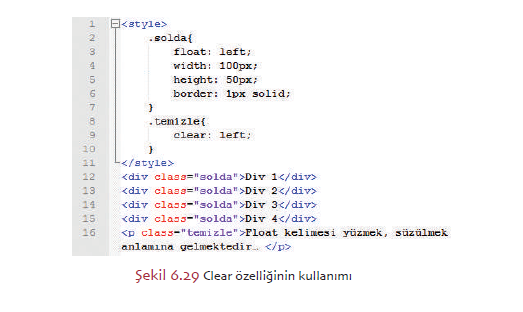 1 <style>
2 .solda{
3 float: left;
4 width: 100px;
5 height: 50px;
6 border: 1px solid;
7 }
8 .temizle{
9 clear: left;
10 }
11 </style>
12 <div class="solda">Div 1</div>
13 <div class="solda">Div 2</div>
14 <div class="solda">Div 3</div>
15 <div class="solda">Div 4</div>
16 <p class="temizle">Float kelimesi yüzmek, süzülmek
anlamına gelmektedir… </p>
Şekil 6.29 Clear özelliğinin kullanımı